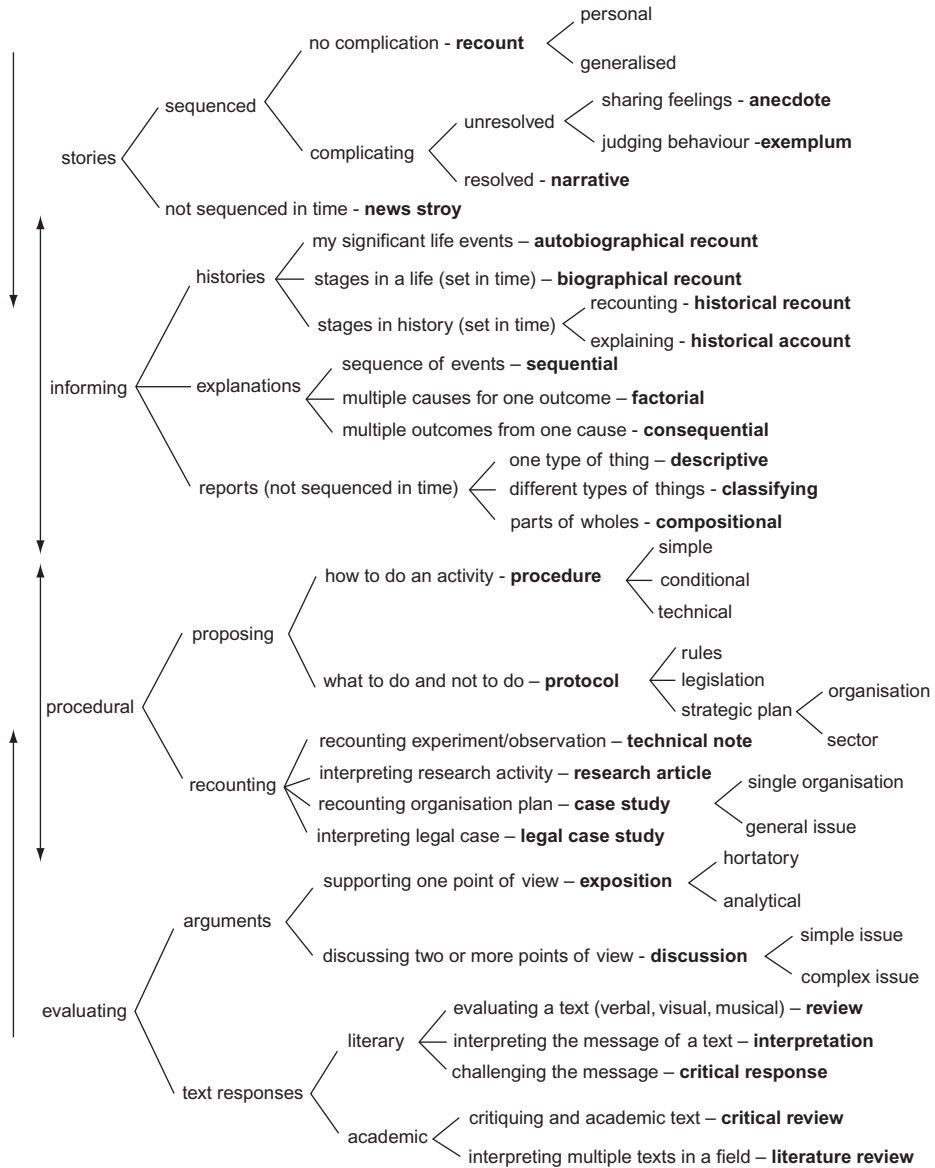 personal
no complication - recount
generalised
sequenced
sharing feelings - anecdote
unresolved
judging behaviour -exemplum
complicating
stories
resolved - narrative
not sequenced in time - news stroy
my significant life events – autobiographical recount
histories
stages in a life (set in time) – biographical recount
recounting - historical recount
stages in history (set in time)
explaining - historical account
sequence of events – sequential
informing
explanations
multiple causes for one outcome – factorial
multiple outcomes from one cause - consequential
one type of thing – descriptive
reports (not sequenced in time)
different types of things - classifying
parts of wholes - compositional
simple
how to do an activity - procedure
conditional
technical
proposing
rules
what to do and not to do – protocol
legislation
organisation
strategic plan
procedural
sector
recounting experiment/observation – technical note
interpreting research activity – research article
recounting
single organisation
recounting organisation plan – case study
general issue
interpreting legal case – legal case study
hortatory
supporting one point of view – exposition
analytical
arguments
simple issue
discussing two or more points of view - discussion
complex issue
evaluating
evaluating a text (verbal, visual, musical) – review
literary
interpreting the message of a text – interpretation
challenging the message – critical response
text responses
critiquing and academic text – critical review
academic
interpreting multiple texts in a field – literature review